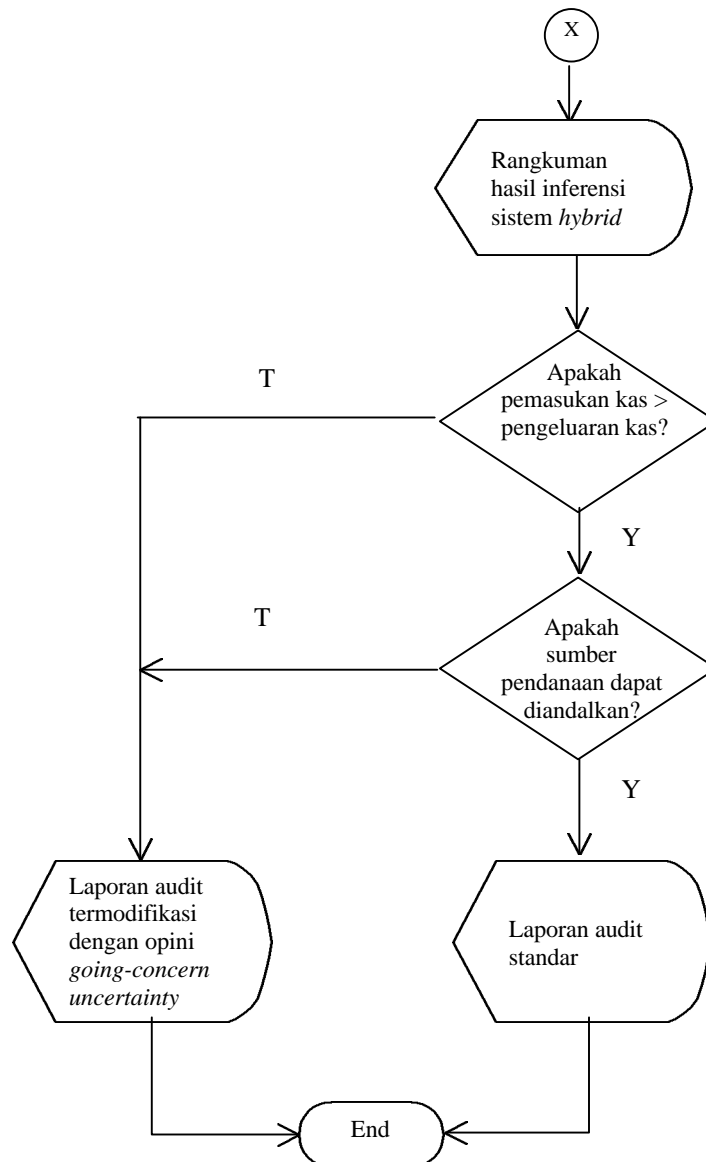 X
Rangkuman
hasil inferensi
sistem hybrid
Apakah
pemasukan kas >
pengeluaran kas?
T
Y
Apakah
sumber
pendanaan dapat
diandalkan?
T
Y
Laporan audit
termodifikasi
dengan opini
going-concern
uncertainty
Laporan audit
standar
End